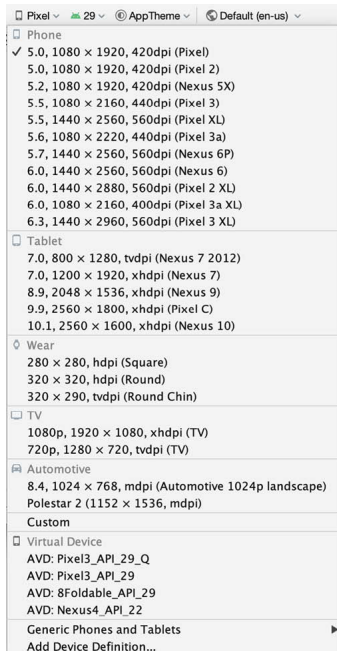 Pixel 29 AppTheme Default (en-us)
Phone
5.0, 1080 × 1920, 420dpi (Pixel)
5.0, 1080 × 1920, 420dpi (Pixel 2)
5.2, 1080 × 1920, 420dpi (Nexus 5X)
5.5, 1080 × 2160, 440dpi (Pixel 3)
5.5, 1440 × 2560, 560dpi (Pixel XL)
5.6, 1080 × 2220, 440dpi (Pixel 3a)
5.7, 1440 × 2560, 560dpi (Nexus 6P)
6.0, 1440 × 2560, 560dpi (Nexus 6)
6.0, 1440 × 2880, 560dpi (Pixel 2 XL)
6.0, 1080 × 2160, 400dpi (Pixel 3a XL)
6.3, 1440 × 2960, 560dpi (Pixel 3 XL)
Tablet
7.0, 800 × 1280, tvdpi (Nexus 7 2012)
7.0, 1200 × 1920, xhdpi (Nexus 7)
8.9, 2048 × 1536, xhdpi (Nexus 9)
9.9, 2560 × 1800, xhdpi (Pixel C)
10.1, 2560 × 1600, xhdpi (Nexus 10)
Wear
280 × 280, hdpi (Square)
320 × 320, hdpi (Round)
320 × 290, tvdpi (Round Chin)
TV
1080p, 1920 × 1080, xhdpi (TV)
720p, 1280 × 720, tvdpi (TV)
Automotive
8.4, 1024 × 768, mdpi (Automotive 1024p landscape)
Polestar 2 (1152 × 1536, mdpi)
Custom
Virtual Device
AVD: Pixel3_API_29_Q
AVD: Pixel3_API_29
AVD: 8Foldable_API_29
AVD: Nexus4_API_22
Generic Phones and Tablets
Add Device Definition...